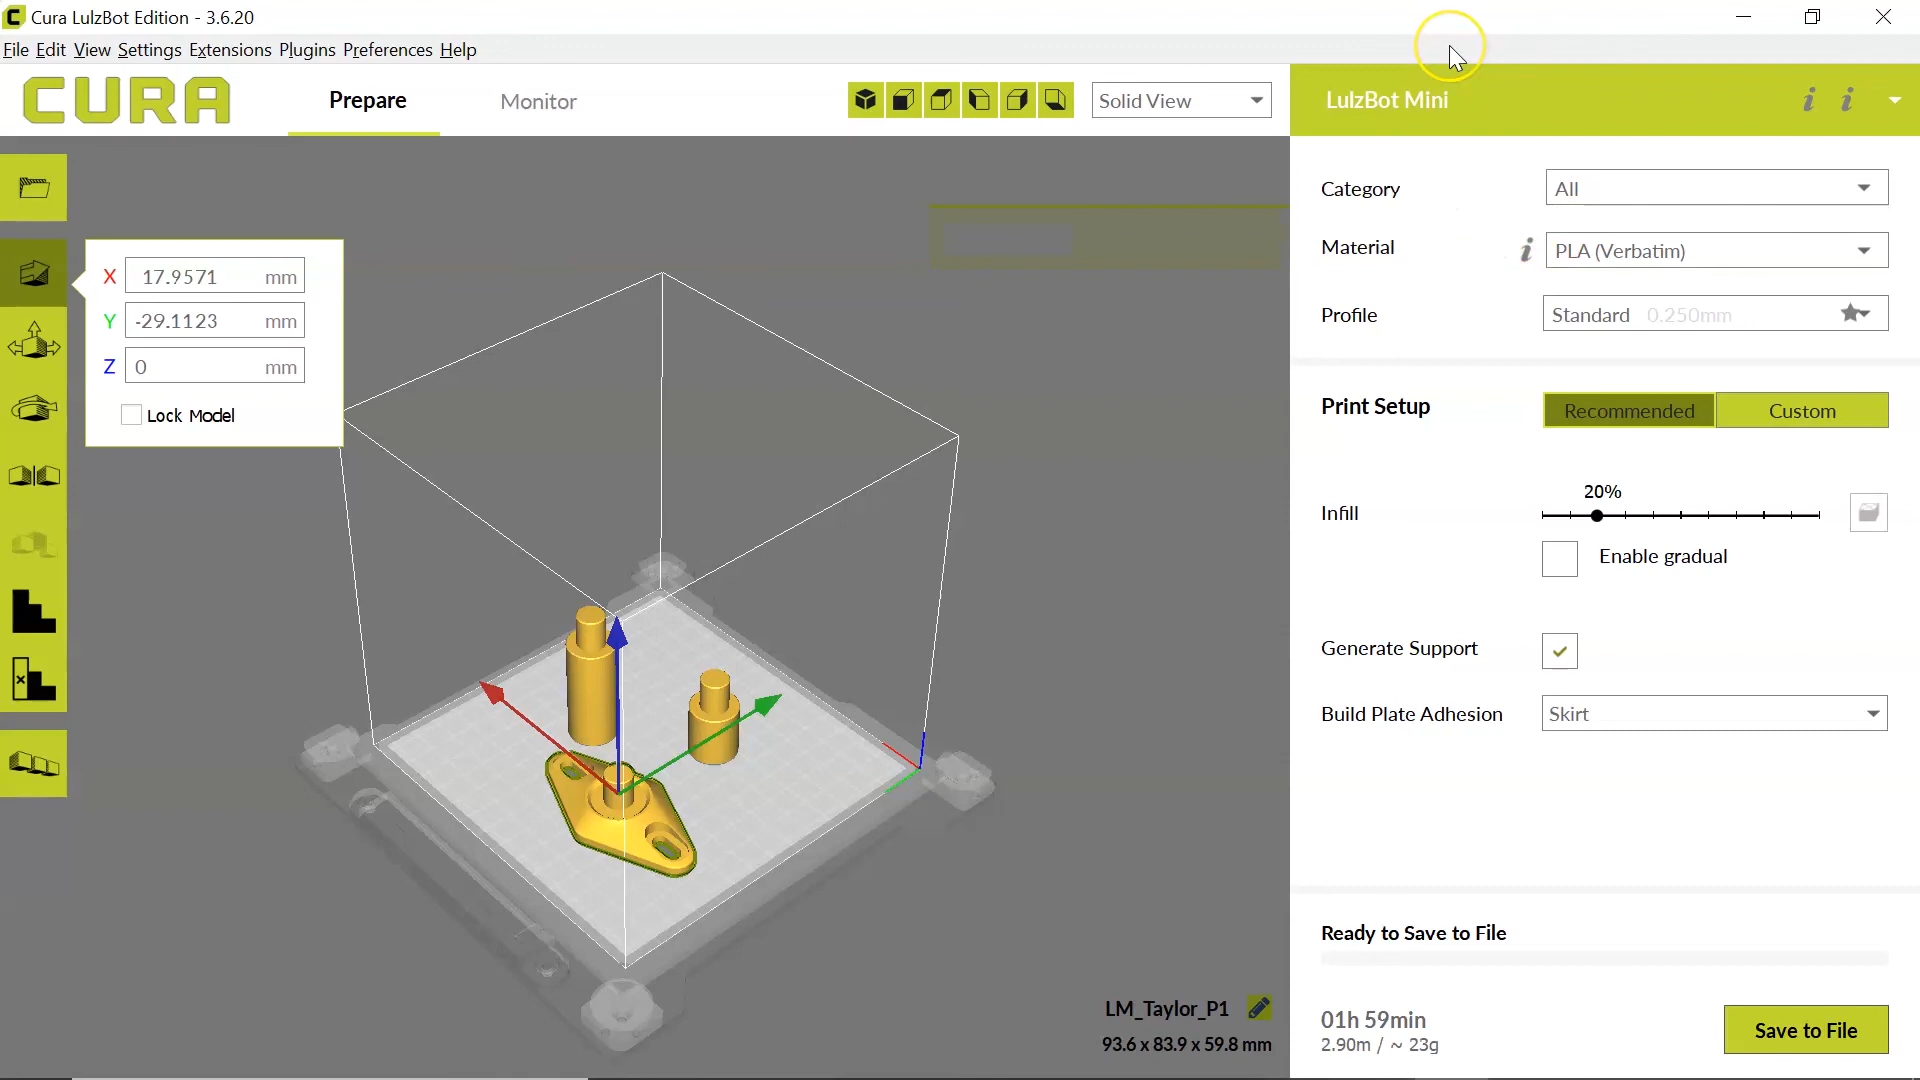 Cura LulzBot Edition - 3.6.20
File Edit View Settings Extensions Plugins Preferences Help
CURA
Prepare
Monitor
Solid View
LulzBot Mini
Category
All
Material
PLA (Verbatim)
Profile
Standard 0.250mm
X 17.9571 mm
Y -29.1123 mm
Z 0 mm
Lock Model
Print Setup
Recommended
Custom
20%
Infill
Enable gradual
Generate Support
Build Plate Adhesion
Skirt
Ready to Save to File
LM_Taylor_P1
93.6 x 83.9 x 59.8 mm
01h 59min
2.90m / ~ 23g
Save to File